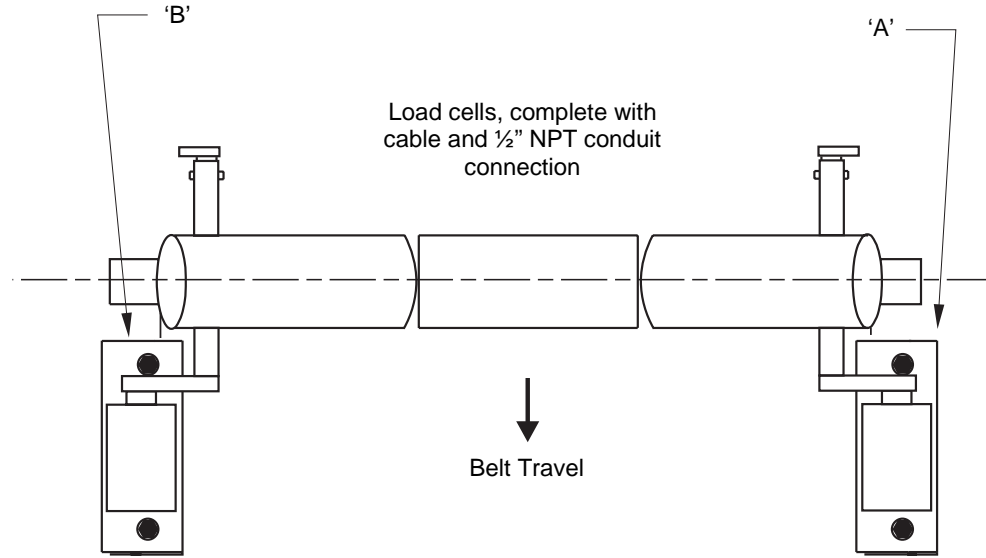 ‘B’
‘A’
Load cells, complete with
cable and ½” NPT conduit
connection
Belt Travel